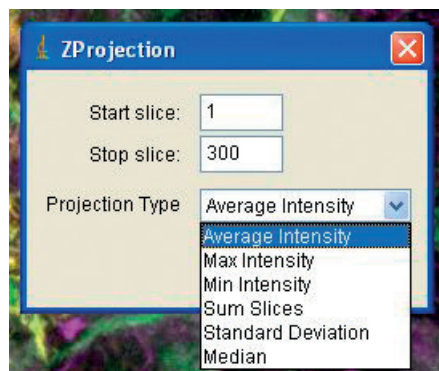 ZProjection
Start slice: 1
Stop slice: 300
Projection Type Average Intensity
Average Intensity
Max Intensity
Min Intensity
Sum Slices
Standard Deviation
Median